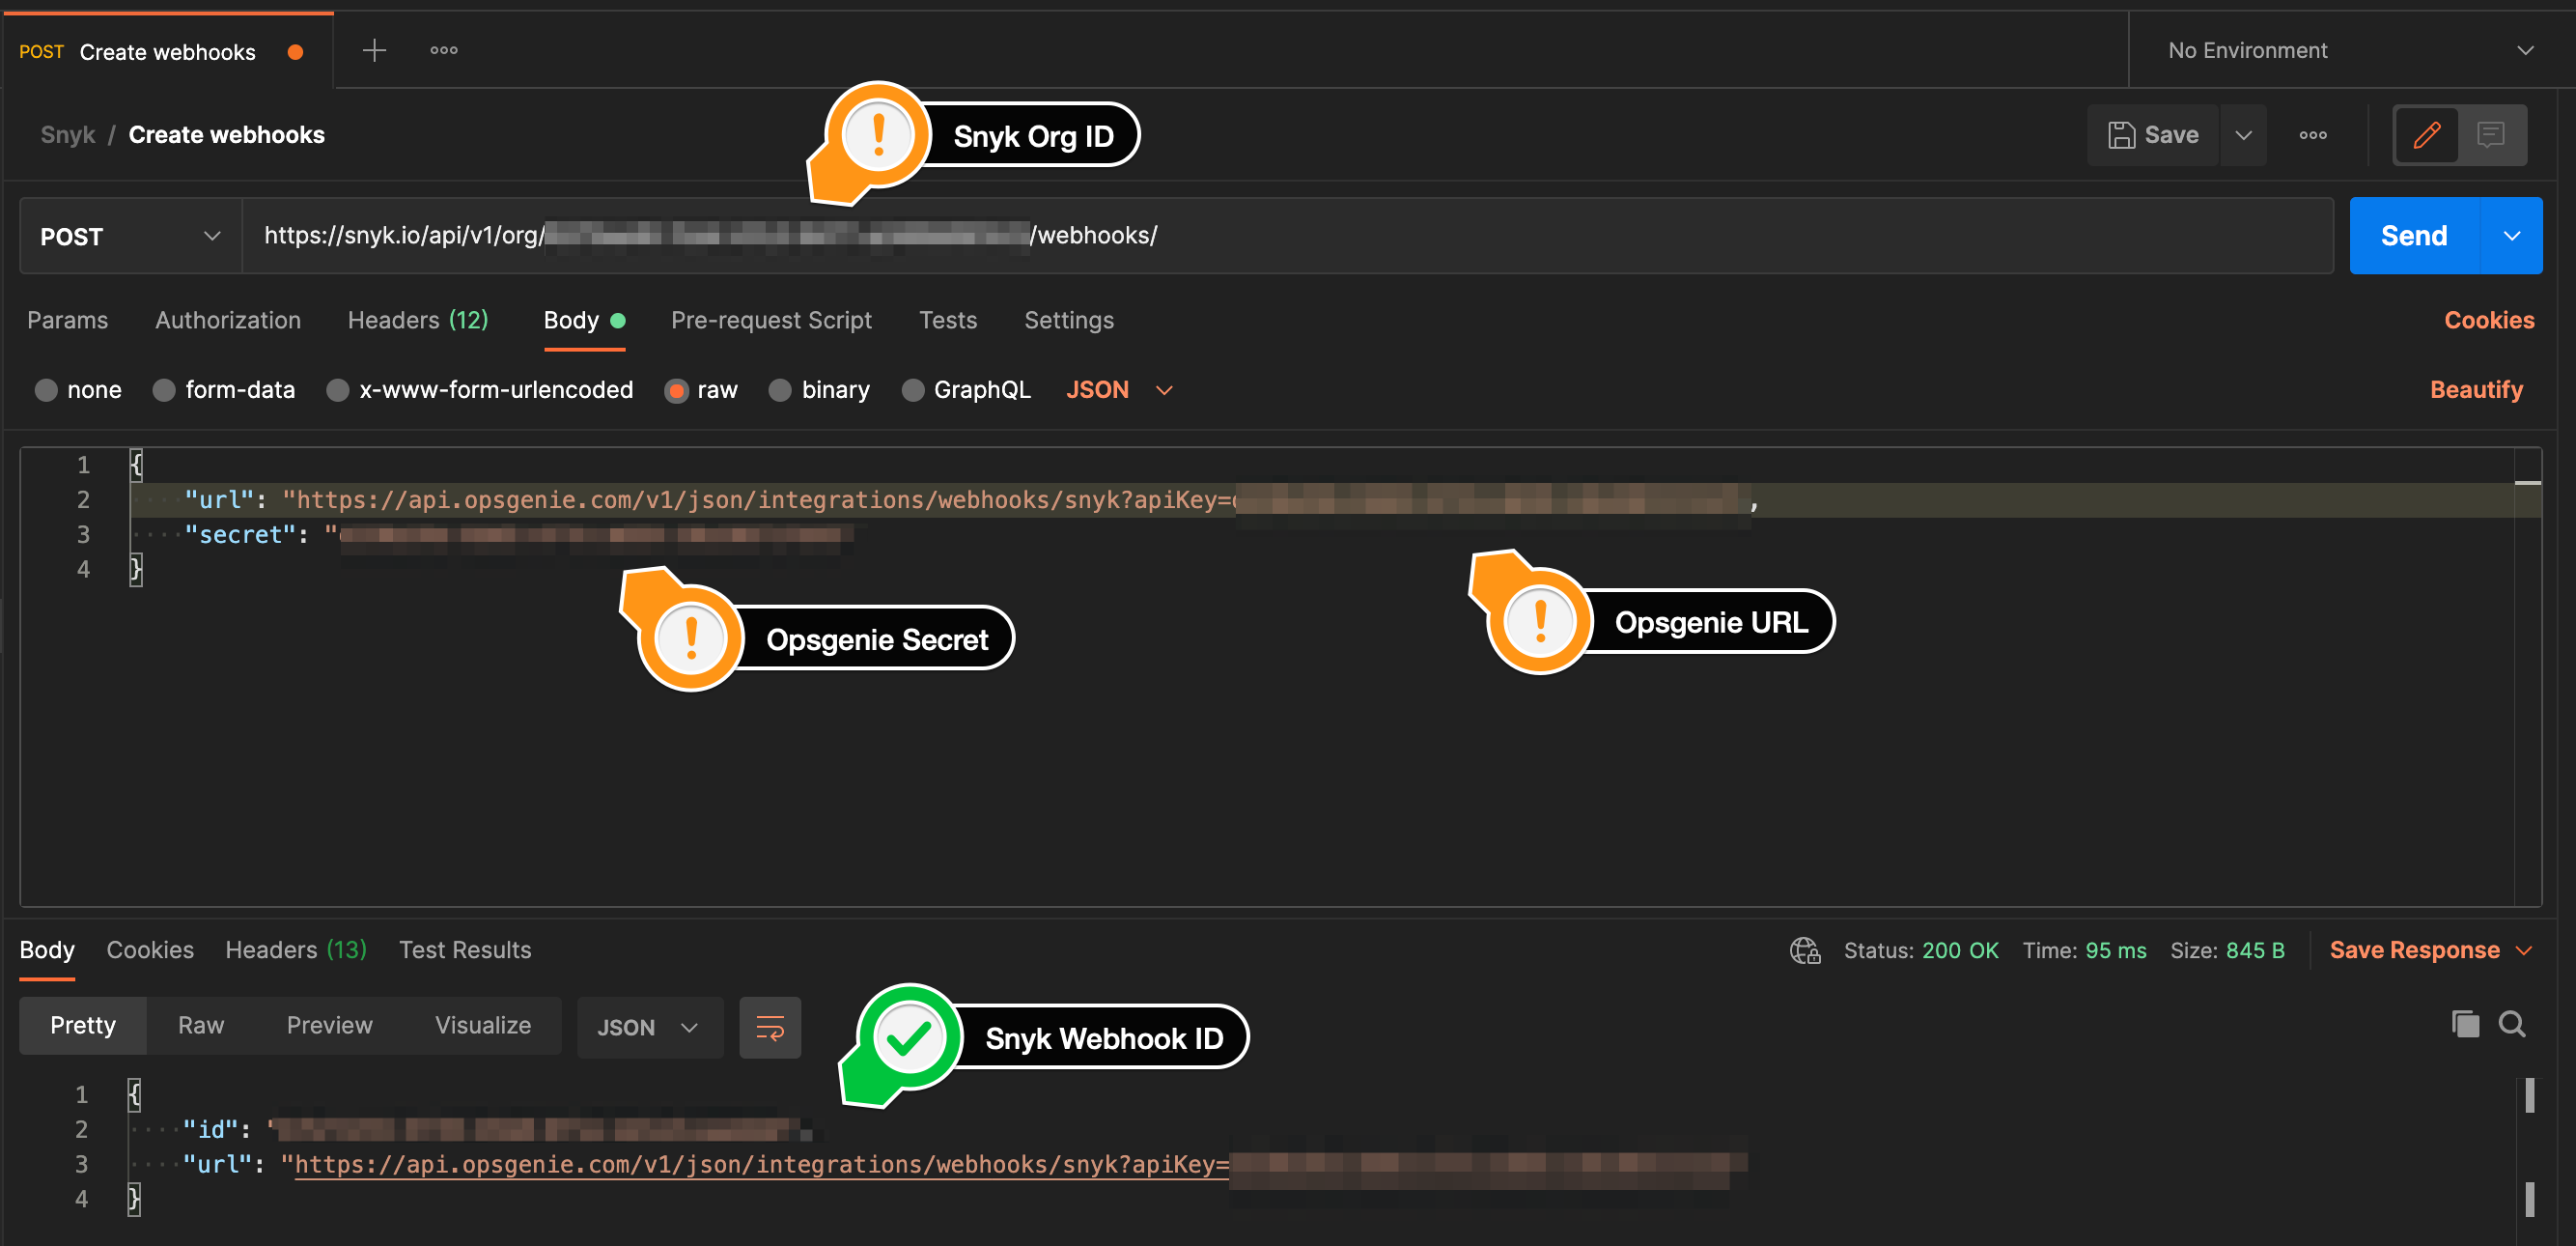 POST Create webhooks
No Environment
Snyk / Create webhooks
Snyk Org ID
Save
POST
https://snyk.io/api/v1/org/ /webhooks/
Send
Params Authorization Headers (12) Body Pre-request Script Tests Settings Cookies
none form-data x-www-form-urlencoded raw binary GraphQL JSON Beautify
1 {
2 "url": "https://api.opsgenie.com/v1/json/integrations/webhooks/snyk?apiKey= ,
3 "secret": "
4 }
Opsgenie Secret
Opsgenie URL
Body Cookies Headers (13) Test Results Status: 200 OK Time: 95 ms Size: 845 B Save Response
Pretty Raw Preview Visualize JSON
Snyk Webhook ID
1 {
2 "id": "
3 "url": "https://api.opsgenie.com/v1/json/integrations/webhooks/snyk?apiKey=
4 }